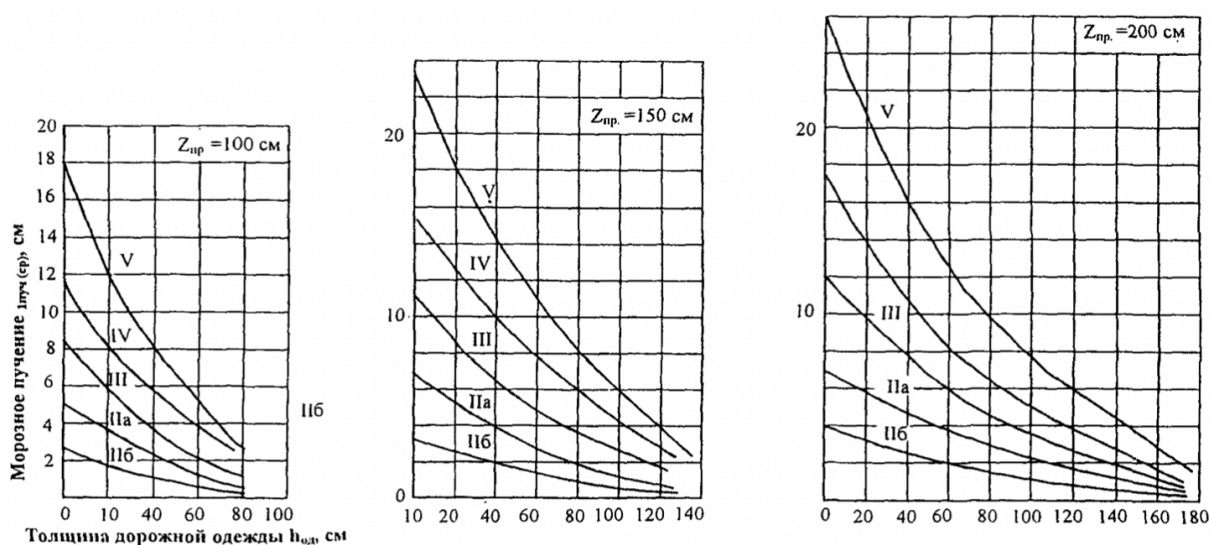 Морозное пучение lпуч(ср), см
20
18
16
14
12
10
8
6
4
2
Zпр =100 см
V
IV
III
IIа
IIб
0 20 40 60 80 100
Толщина дорожной одежды hод, см
IIб
20
10
0
Zпр. =150 см
V
IV
III
IIа
IIб
10 20 40 60 80 100 120 140
20
10
Zпр. =200 см
V
III
IIа
IIб
0 20 40 60 80 100 120 140 160 180